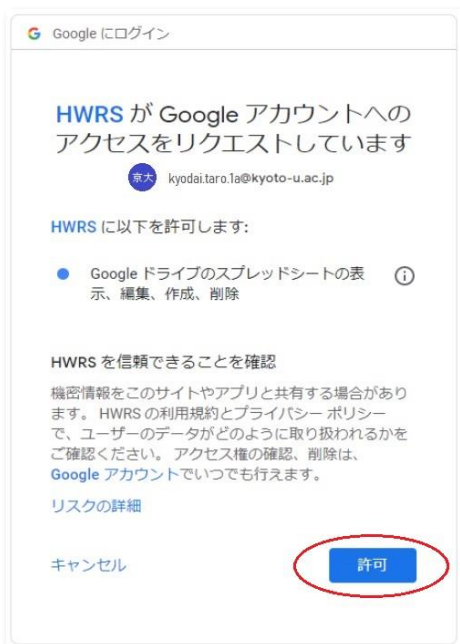 Google にログイン
HWRS が Google アカウントへの
アクセスをリクエストしています
京大 kyodai.taro.1a@kyoto-u.ac.jp
HWRS に以下を許可します:
Google ドライブのスプレッドシートの表
示、編集、作成、削除
HWRS を信頼できることを確認
機密情報をこのサイトやアプリと共有する場合があり
ます。 HWRS の利用規約とプライバシー ポリシー
で、ユーザーのデータがどのように取り扱われるかを
ご確認ください。 アクセス権の確認、削除は、
Google アカウントでいつでも行えます。
リスクの詳細
キャンセル 許可